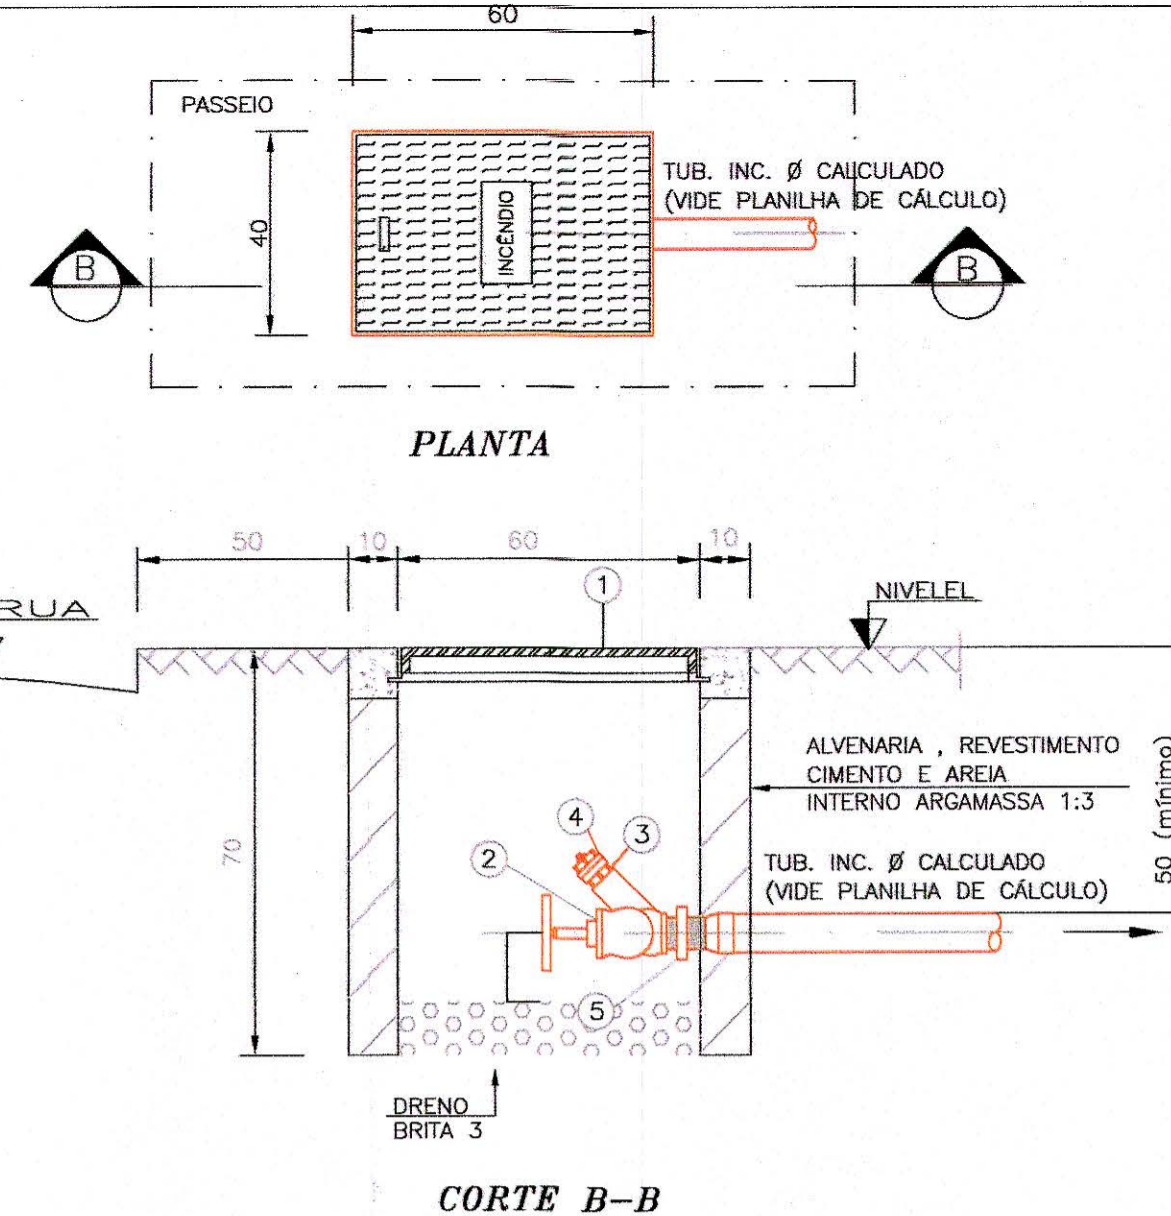 60
PASSEIO
40
INCÊNDIO
TUB. INC. Ø CALICULADO
(VIDE PLANILHA DE CÁLCULO)
B
B
PLANTA
50
10
60
10
1
RUA
NIVELEL
ALVENARIA , REVESTIMENTO
CIMENTO E AREIA
INTERNO ARGAMASSA 1:3
50 (mínimo)
70
4
3
2
TUB. INC. Ø CALCULADO
(VIDE PLANILHA DE CÁLCULO)
5
DRENO
BRITA 3
CORTE B-B